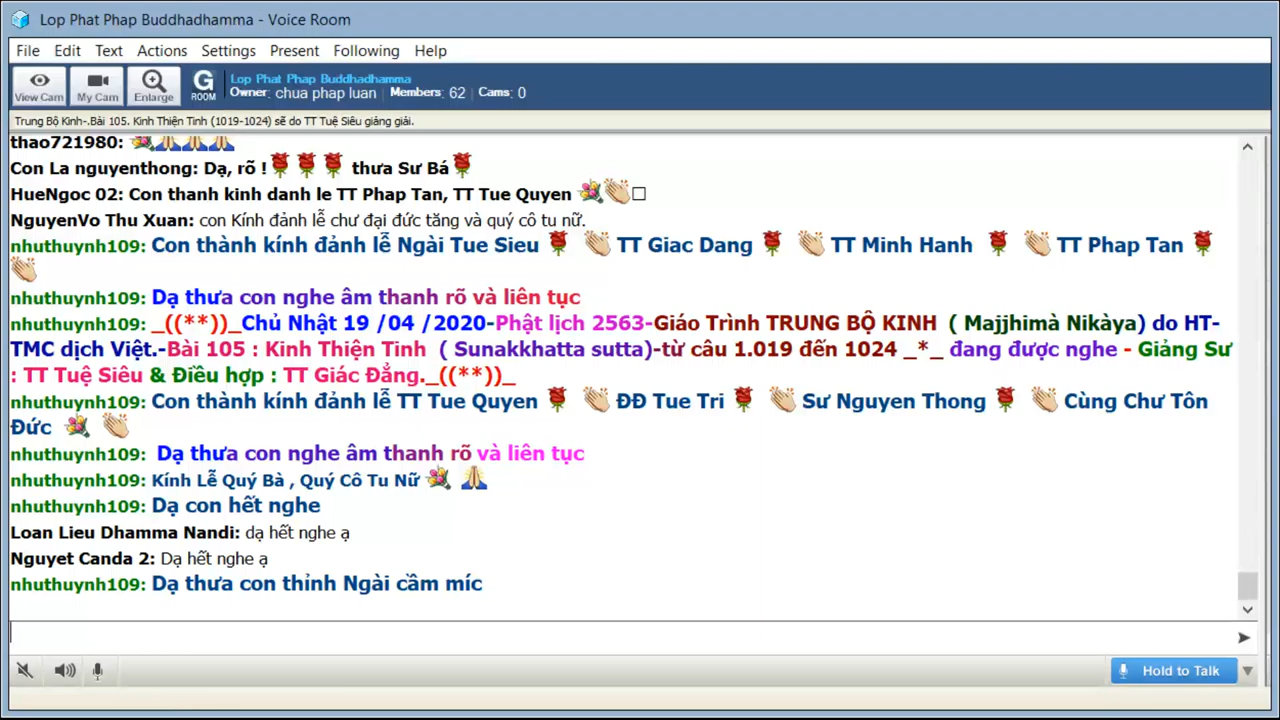 Lop Phat Phap Buddhadhamma - Voice Room
File Edit Text Actions Settings Present Following Help
View Cam My Cam Enlarge G ROOM
Lop Phat Phap Buddhadhamma
Owner: chua phap luan | Members: 62 | Cams: 0
Trung Bộ Kinh-.Bài 105. Kinh Thiện Tinh (1019-1024) sẽ do TT Tuệ Siêu giảng giải.
thao721980:
Con La nguyenthong: Dạ, rõ ! thưa Sư Bá
HueNgoc 02: Con thanh kinh danh le TT Phap Tan, TT Tue Quyen
NguyenVo Thu Xuan: con Kính đảnh lễ chư đại đức tăng và quý cô tu nữ.
nhuthuynh109: Con thành kính đảnh lễ Ngài Tue Sieu TT Giac Dang TT Minh Hanh TT Phap Tan
nhuthuynh109: Dạ thưa con nghe âm thanh rõ và liên tục
nhuthuynh109: _((**))_Chủ Nhật 19 /04 /2020-Phật lịch 2563-Giáo Trình TRUNG BỘ KINH ( Majjhimà Nikàya) do HT-
TMC dịch Việt.-Bài 105 : Kinh Thiện Tinh ( Sunakkhatta sutta)-từ câu 1.019 đến 1024 _*_ đang được nghe - Giảng Sư
: TT Tuệ Siêu & Điều hợp : TT Giác Đẳng._((**))_
nhuthuynh109: Con thành kính đảnh lễ TT Tue Quyen ĐĐ Tue Tri Sư Nguyen Thong Cùng Chư Tôn
Đức
nhuthuynh109: Dạ thưa con nghe âm thanh rõ và liên tục
nhuthuynh109: Kính Lễ Quý Bà , Quý Cô Tu Nữ
nhuthuynh109: Dạ con hết nghe
Loan Lieu Dhamma Nandi: dạ hết nghe ạ
Nguyet Canda 2: Dạ hết nghe ạ
nhuthuynh109: Dạ thưa con thỉnh Ngài cầm míc
Hold to Talk